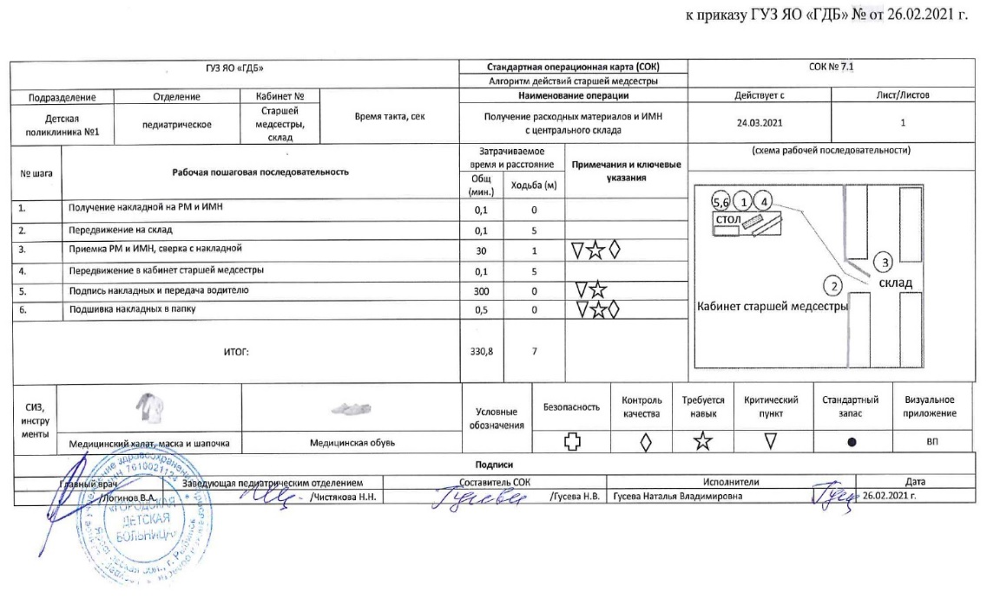 к приказу ГУЗ ЯО «ГДБ» № от 26.02.2021 г.
ГУЗ ЯО «ГДБ»
Стандартная операционная карта (СОК)
СОК № 7.1
Алгоритм действий старшей медсестры
Подразделение
Отделение
Кабинет №
Время такта, сек
Наименование операции
Действует с
Лист/Листов
Детская
поликлиника №1
педиатрическое
Старшей
медсестры,
склад
Получение расходных материалов и ИМН
с центрального склада
24.03.2021
1
№ шага
Рабочая пошаговая последовательность
Затрачиваемое
время и расстояние
Общ
(мин.)
Ходьба (м)
Примечания и ключевые
указания
(схема рабочей последовательности)
1. Получение накладной на РМ и ИМН 0,1 0
2. Передвижение на склад 0,1 5
3. Приемка РМ и ИМН, сверка с накладной 30 1
4. Передвижение в кабинет старшей медсестры 0,1 5
5. Подпись накладных и передача водителю 300 0
6. Подшивка накладных в папку 0,5 0
ИТОГ: 330,8 7
5,6 1 4
СТОЛ
3
2
СКЛАД
Кабинет старшей медсестры
СИЗ,
инстру
менты
Медицинский халат, маска и шапочка
Медицинская обувь
Условные
обозначения
Безопасность
Контроль
качества
Требуется
навык
Критический
пункт
Стандартный
запас
Визуальное
приложение
ВП
Подписи
Главный врач
Заведующая педиатрическим отделением
Составитель СОК
Исполнители
Дата
/Логинов В.А.
/Чистякова Н.Н.
Гусева
/Гусева Н.В.
Гусева Наталья Владимировна
26.02.2021 г.
ИНН 7610021124
«ГОРОДСКАЯ
ДЕТСКАЯ
БОЛЬНИЦА»